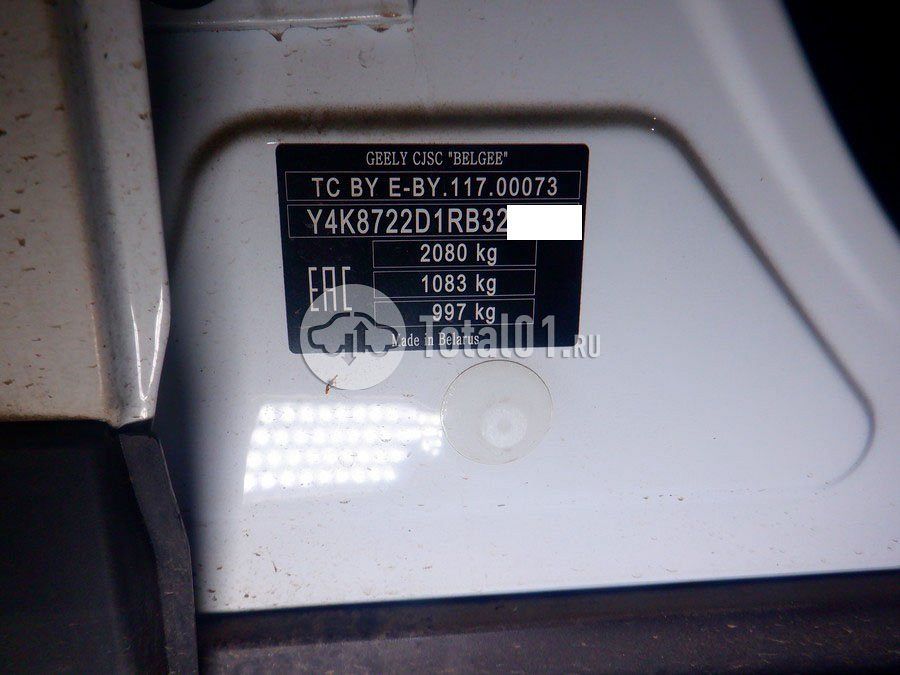 GEELY CJSC "BELGEE"
TC BY E-BY.117.00073
Y4K8722D1RB32
2080 kg
1083 kg
997 kg
EAC
Made in Belarus
Total01.RU